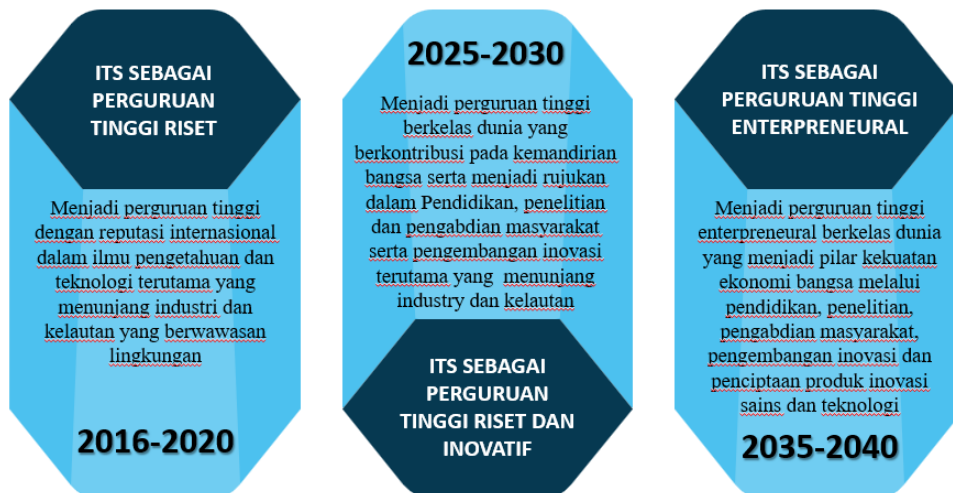 ITS SEBAGAI
PERGURUAN
TINGGI RISET
Menjadi perguruan tinggi
dengan reputasi internasional
dalam ilmu pengetahuan dan
teknologi terutama yang
menunjang industri dan
kelautan yang berwawasan
lingkungan
2016-2020
2025-2030
Menjadi perguruan tinggi
berkelas dunia yang
berkontribusi pada kemandirian
bangsa serta menjadi rujukan
dalam Pendidikan, penelitian
dan pengabdian masyarakat
serta pengembangan inovasi
terutama yang menunjang
industry dan kelautan
ITS SEBAGAI
PERGURUAN
TINGGI RISET DAN
INOVATIF
ITS SEBAGAI
PERGURUAN TINGGI
ENTERPRENEURAL
Menjadi perguruan tinggi
enterpreneural berkelas dunia
yang menjadi pilar kekuatan
ekonomi bangsa melalui
pendidikan, penelitian,
pengabdian masyarakat,
pengembangan inovasi dan
penciptaan produk inovasi
sains dan teknologi
2035-2040